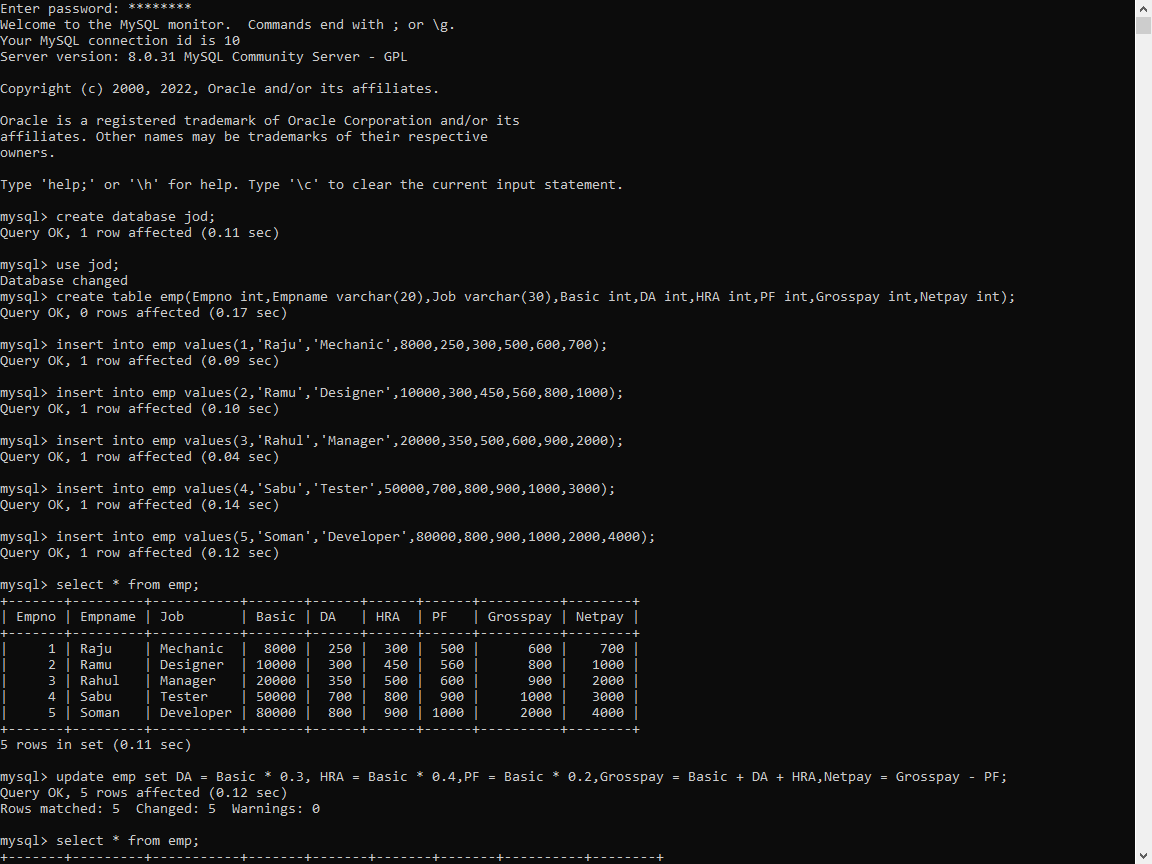 Enter password: ********
Welcome to the MySQL monitor.  Commands end with ; or \g.
Your MySQL connection id is 10
Server version: 8.0.31 MySQL Community Server - GPL

Copyright (c) 2000, 2022, Oracle and/or its affiliates.

Oracle is a registered trademark of Oracle Corporation and/or its
affiliates. Other names may be trademarks of their respective
owners.

Type 'help;' or '\h' for help. Type '\c' to clear the current input statement.

mysql> create database jod;
Query OK, 1 row affected (0.11 sec)

mysql> use jod;
Database changed
mysql> create table emp(Empno int,Empname varchar(20),Job varchar(30),Basic int,DA int,HRA int,PF int,Grosspay int,Netpay int);
Query OK, 0 rows affected (0.17 sec)

mysql> insert into emp values(1,'Raju','Mechanic',8000,250,300,500,600,700);
Query OK, 1 row affected (0.09 sec)

mysql> insert into emp values(2,'Ramu','Designer',10000,300,450,560,800,1000);
Query OK, 1 row affected (0.10 sec)

mysql> insert into emp values(3,'Rahul','Manager',20000,350,500,600,900,2000);
Query OK, 1 row affected (0.04 sec)

mysql> insert into emp values(4,'Sabu','Tester',50000,700,800,900,1000,3000);
Query OK, 1 row affected (0.14 sec)

mysql> insert into emp values(5,'Soman','Developer',80000,800,900,1000,2000,4000);
Query OK, 1 row affected (0.12 sec)

mysql> select * from emp;
+-------+---------+-----------+-------+------+------+------+----------+--------+
| Empno | Empname | Job       | Basic | DA   | HRA  | PF   | Grosspay | Netpay |
+-------+---------+-----------+-------+------+------+------+----------+--------+
|     1 | Raju    | Mechanic  |  8000 |  250 |  300 |  500 |      600 |    700 |
|     2 | Ramu    | Designer  | 10000 |  300 |  450 |  560 |      800 |   1000 |
|     3 | Rahul   | Manager   | 20000 |  350 |  500 |  600 |      900 |   2000 |
|     4 | Sabu    | Tester    | 50000 |  700 |  800 |  900 |     1000 |   3000 |
|     5 | Soman   | Developer | 80000 |  800 |  900 | 1000 |     2000 |   4000 |
+-------+---------+-----------+-------+------+------+------+----------+--------+
5 rows in set (0.11 sec)

mysql> update emp set DA = Basic * 0.3, HRA = Basic * 0.4,PF = Basic * 0.2,Grosspay = Basic + DA + HRA,Netpay = Grosspay - PF;
Query OK, 5 rows affected (0.12 sec)
Rows matched: 5  Changed: 5  Warnings: 0

mysql> select * from emp;
+-------+---------+-----------+-------+-------+-------+-------+----------+--------+